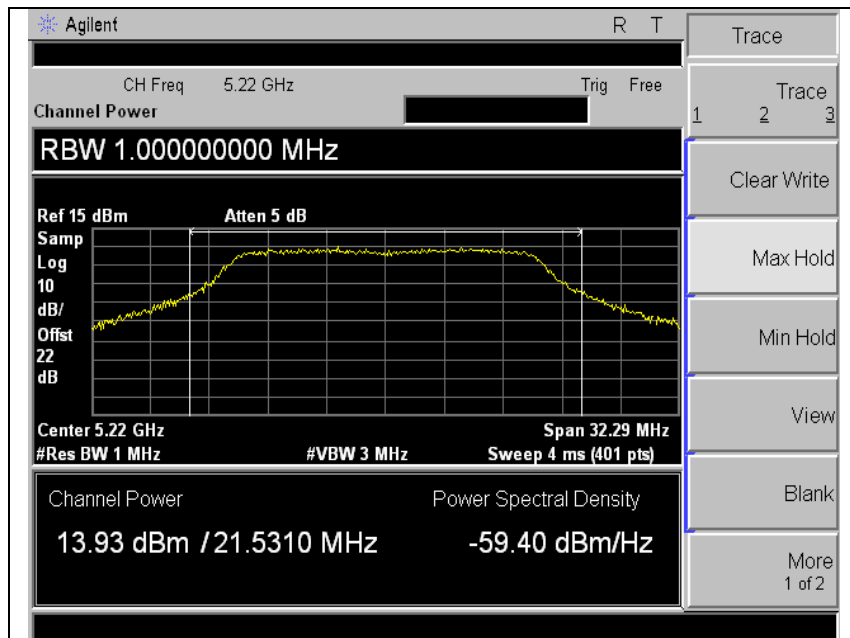 Agilent R T
Trace
CH Freq 5.22 GHz Trig Free
Channel Power
Trace
1 2 3
RBW 1.000000000 MHz
Clear Write
Ref 15 dBm Atten 5 dB
Samp
Log
10
dB/
Offst
22
dB
Max Hold
Min Hold
View
Center 5.22 GHz Span 32.29 MHz
#Res BW 1 MHz #VBW 3 MHz Sweep 4 ms (401 pts)
Channel Power Power Spectral Density
Blank
13.93 dBm / 21.5310 MHz -59.40 dBm/Hz
More
1 of 2